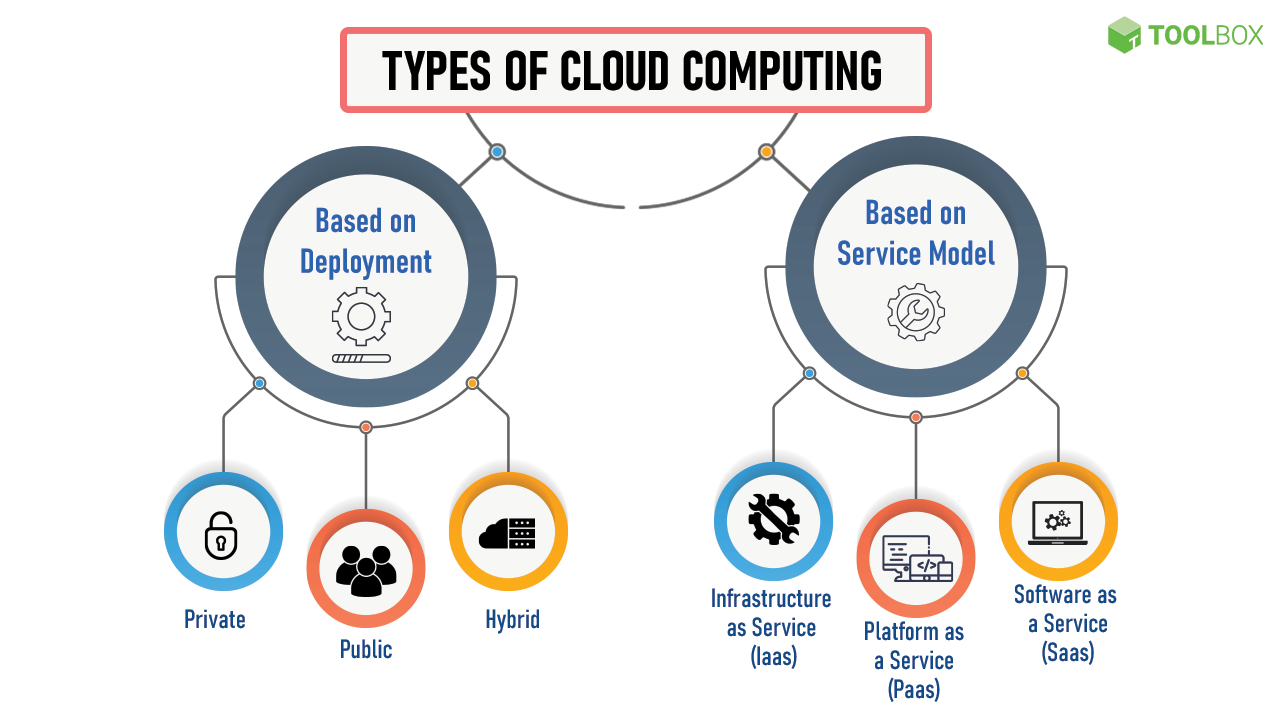 TYPES OF CLOUD COMPUTING
TOOLBOX
Based on
Deployment
Based on
Service Model
Private
Public
Hybrid
Infrastructure
as Service
(Iaas)
Platform as
a Service
(Paas)
Software as
a Service
(Saas)